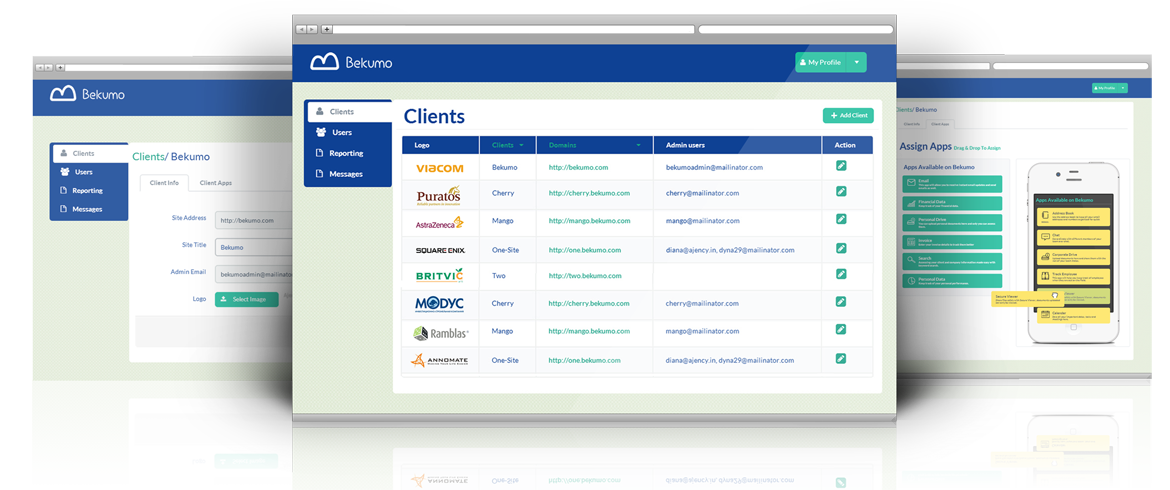 Bekumo
Clients
Users
Reporting
Messages
Clients/ Bekumo
Client Info
Client Apps
Site Address
http://bekumo.com
Site Title
Bekumo
Admin Email
bekumoadmin@mailinato
Logo
Select Image
Bekumo
My Profile
Clients
Users
Reporting
Messages
Clients
Add Client
Logo Clients Domains Admin users Action
VIACOM Bekumo http://bekumo.com bekumoadmin@mailinator.com
Puratos Cherry http://cherry.bekumo.com cherry@mailinator.com
AstraZeneca Mango http://mango.bekumo.com mango@mailinator.com
SQUARE ENIX One-Site http://one.bekumo.com diana@ajency.in, dyna29@mailinator.com
BRITVIC Two http://two.bekumo.com
MODYC Cherry http://cherry.bekumo.com cherry@mailinator.com
Ramblas Mango http://mango.bekumo.com mango@mailinator.com
ANNOMATE One-Site http://one.bekumo.com diana@ajency.in, dyna29@mailinator.com
My Profile
Clients/ Bekumo
Client Info
Client Apps
Assign Apps Drag & Drop To Assign
Apps Available on Bekumo
Email
Financial Data
Personal Drive
Invoice
Search
Personal Data
Apps Available on Bekumo
Address Book
Chat
Corporate Drive
Track Employee
Secure Viewer
Calendar